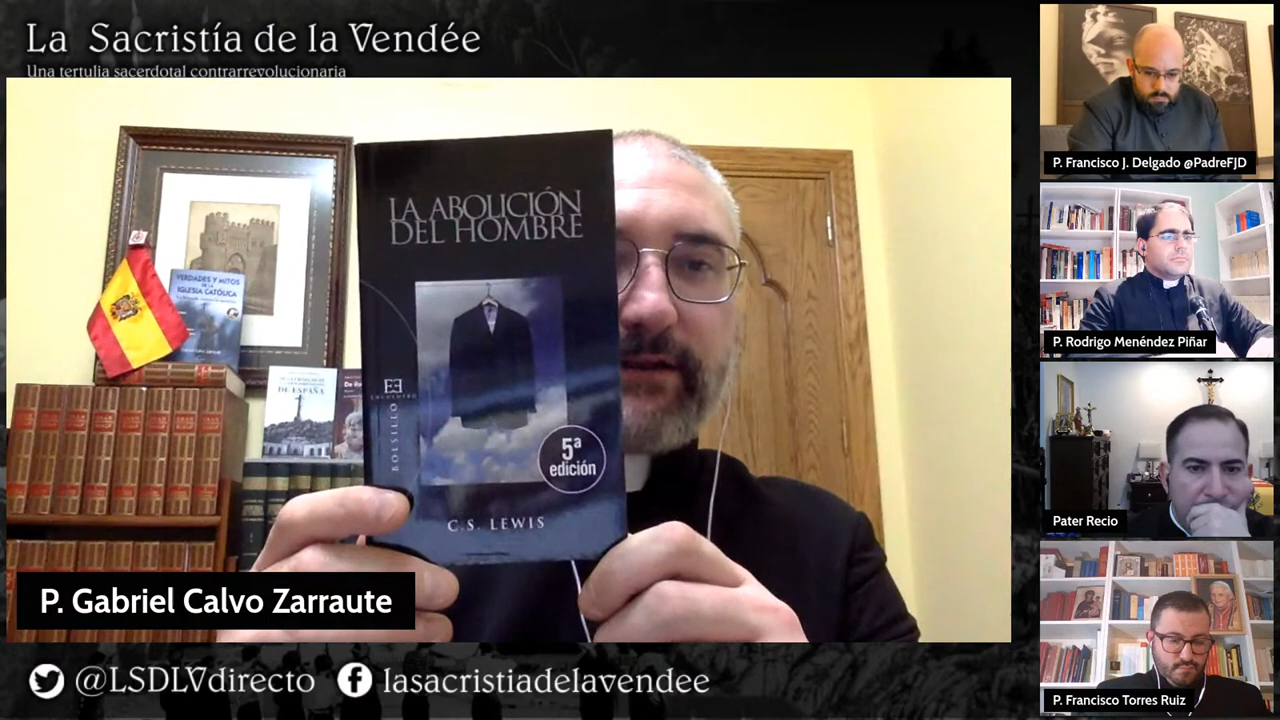 La Sacristía de la Vendée
Una tertulia sacerdotal contrarrevolucionaria
LA ABOLICIÓN
DEL HOMBRE
ENCUENTRO
BOLSILLO
5ª
edición
C.S. LEWIS
VERDADES Y MITOS
DE LA
IGLESIA CATÓLICA
DE ESPAÑA
P. Gabriel Calvo Zarraute
@LSDLVdirecto
lasacristiadelavendee
P. Francisco J. Delgado @PadreFJD
P. Rodrigo Menéndez Piñar
Pater Recio
P. Francisco Torres Ruiz